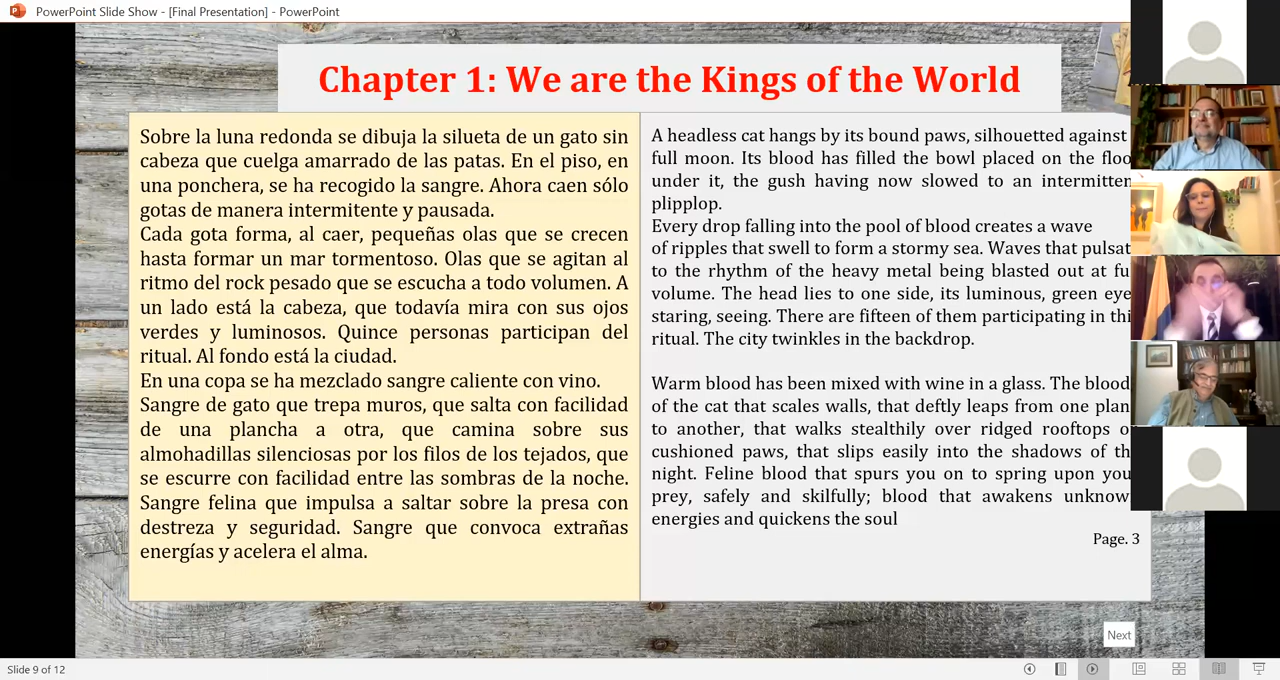 PowerPoint Slide Show - [Final Presentation] - PowerPoint
Chapter 1: We are the Kings of the World
Sobre la luna redonda se dibuja la silueta de un gato sin
cabeza que cuelga amarrado de las patas. En el piso, en
una ponchera, se ha recogido la sangre. Ahora caen sólo
gotas de manera intermitente y pausada.
Cada gota forma, al caer, pequeñas olas que se crecen
hasta formar un mar tormentoso. Olas que se agitan al
ritmo del rock pesado que se escucha a todo volumen. A
un lado está la cabeza, que todavía mira con sus ojos
verdes y luminosos. Quince personas participan del
ritual. Al fondo está la ciudad.
En una copa se ha mezclado sangre caliente con vino.
Sangre de gato que trepa muros, que salta con facilidad
de una plancha a otra, que camina sobre sus
almohadillas silenciosas por los filos de los tejados, que
se escurre con facilidad entre las sombras de la noche.
Sangre felina que impulsa a saltar sobre la presa con
destreza y seguridad. Sangre que convoca extrañas
energías y acelera el alma.
A headless cat hangs by its bound paws, silhouetted against
full moon. Its blood has filled the bowl placed on the
under it, the gush having now slowed to an
plipplop.
Every drop falling into the pool of blood creates a wave
of ripples that swell to form a stormy sea. Waves that
to the rhythm of the heavy metal being blasted out at
volume. The head lies to one side, its luminous, green
staring, seeing. There are fifteen of them participating in
ritual. The city twinkles in the backdrop.
Warm blood has been mixed with wine in a glass. The blood
of the cat that scales walls, that deftly leaps from one
to another, that walks stealthily over ridged rooftops
cushioned paws, that slips easily into the shadows of
night. Feline blood that spurs you on to spring upon
prey, safely and skilfully; blood that awakens
energies and quickens the soul
Page. 3
Next
Slide 9 of 12